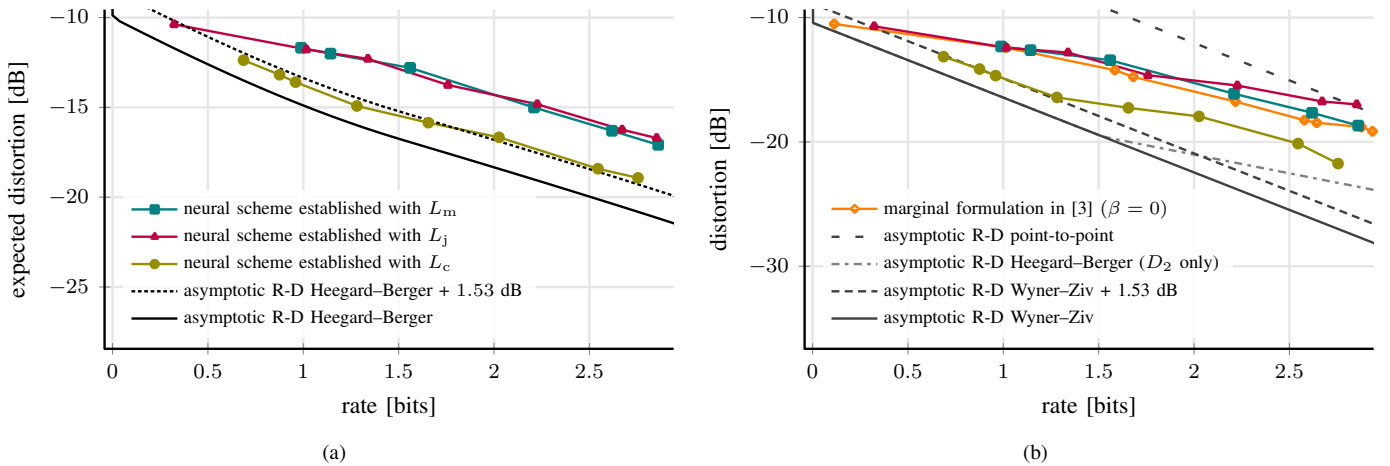 expected distortion [dB]
−10
−15
−20
−25
neural scheme established with Lm
neural scheme established with Lj
neural scheme established with Lc
asymptotic R-D Heegard–Berger + 1.53 dB
asymptotic R-D Heegard–Berger
0 0.5 1 1.5 2 2.5
rate [bits]
(a)
distortion [dB]
−10
−20
−30
marginal formulation in [3] (β = 0)
asymptotic R-D point-to-point
asymptotic R-D Heegard–Berger (D2 only)
asymptotic R-D Wyner–Ziv + 1.53 dB
asymptotic R-D Wyner–Ziv
0 0.5 1 1.5 2 2.5
rate [bits]
(b)